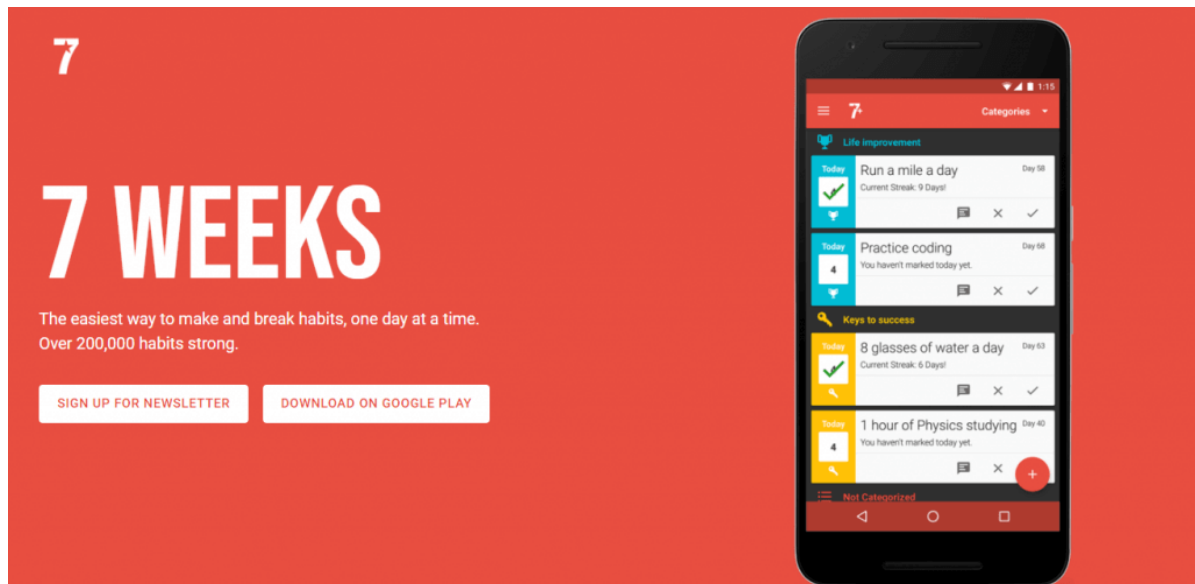 7
7 WEEKS
The easiest way to make and break habits, one day at a time.
Over 200,000 habits strong.
SIGN UP FOR NEWSLETTER
DOWNLOAD ON GOOGLE PLAY
1:15
7
Categories
Life improvement
Today
Run a mile a day
Day 58
Current Streak: 9 Days!
Today
Practice coding
Day 68
4
You haven't marked today yet.
Keys to success
Today
8 glasses of water a day
Day 63
Current Streak: 6 Days!
Today
1 hour of Physics studying
Day 40
4
You haven't marked today yet.
Not Categorized